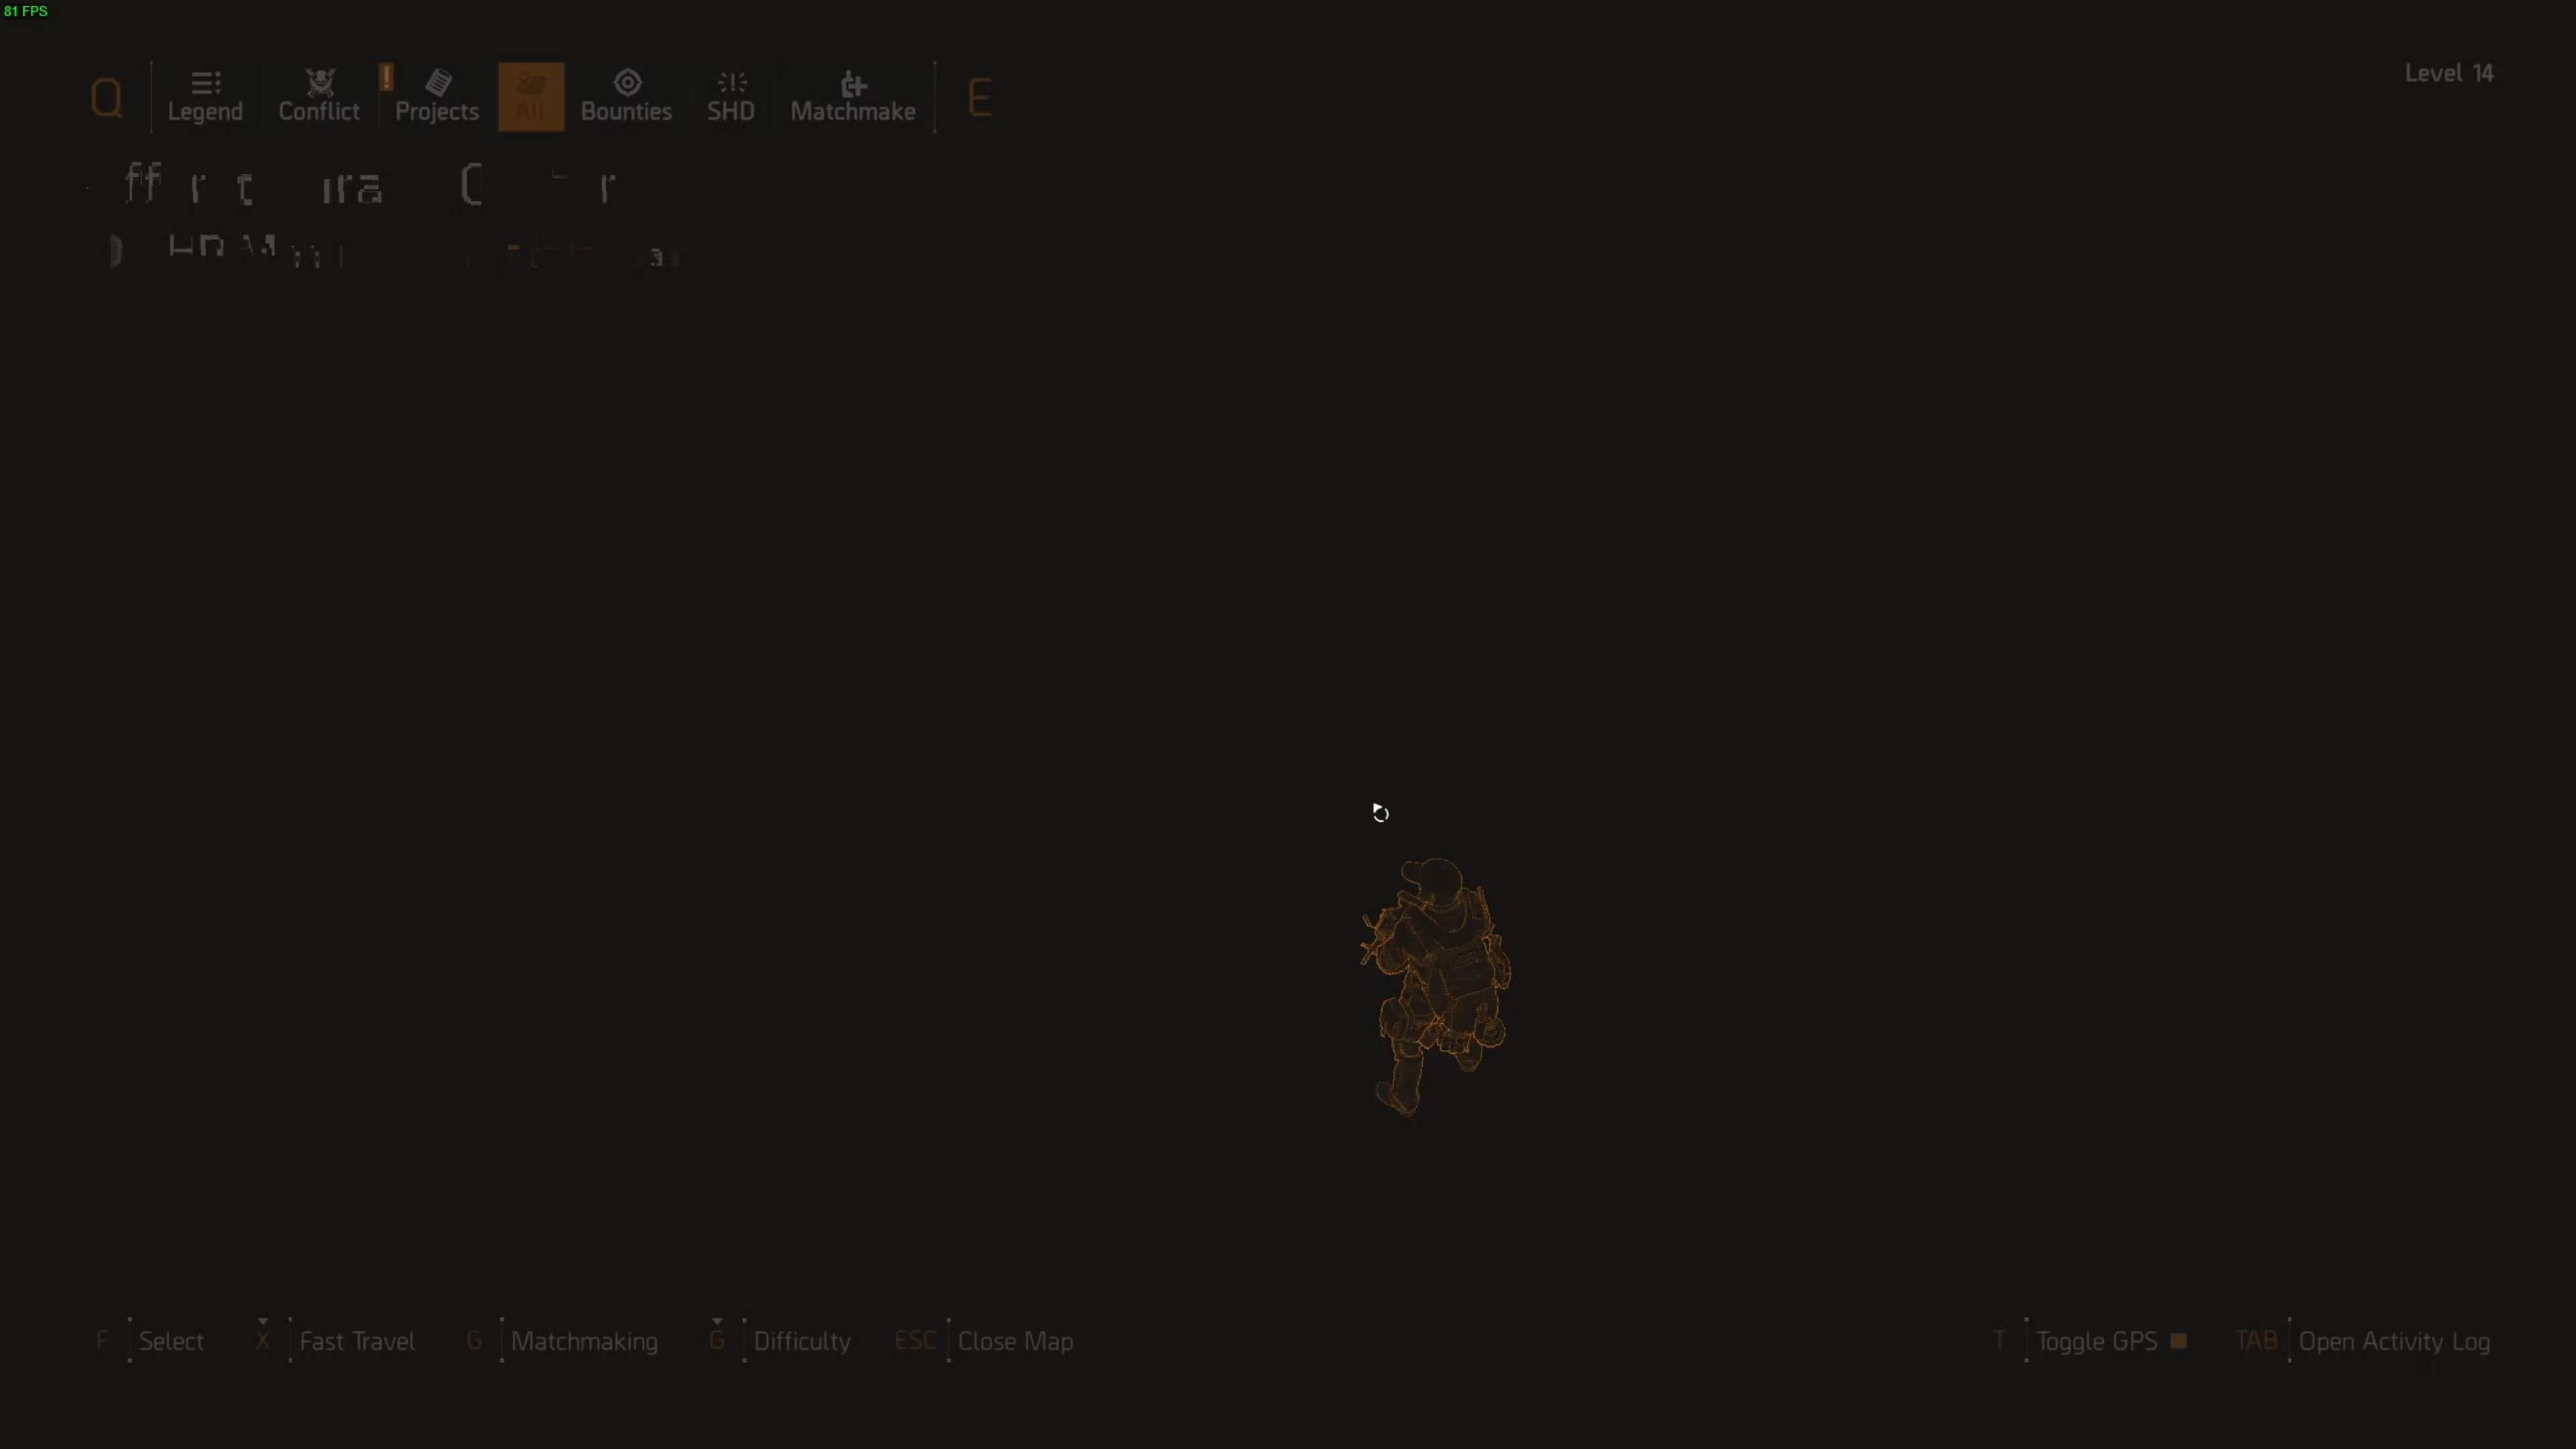 81 FPS
Level 14
Q Legend Conflict ! Projects All Bounties SHD Matchmake E
F Select X Fast Travel G Matchmaking G Difficulty ESC Close Map T Toggle GPS TAB Open Activity Log